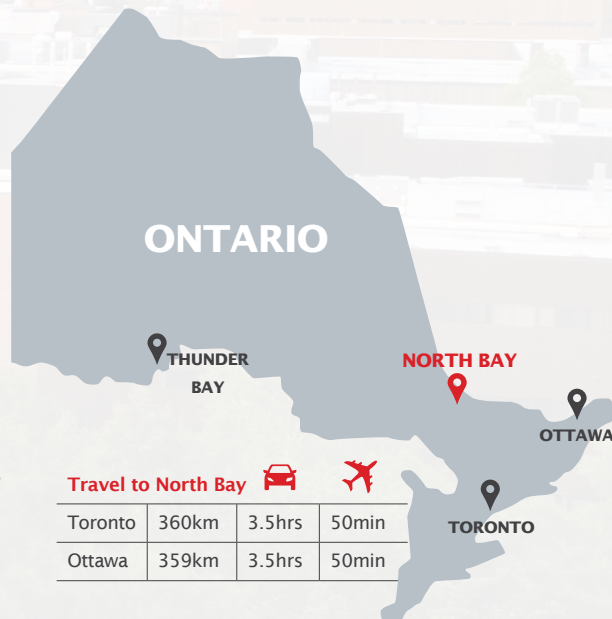 ONTARIO
THUNDER
BAY
NORTH BAY
OTTAWA
TORONTO
Travel to North Bay
Toronto 360km 3.5hrs 50min
Ottawa 359km 3.5hrs 50min